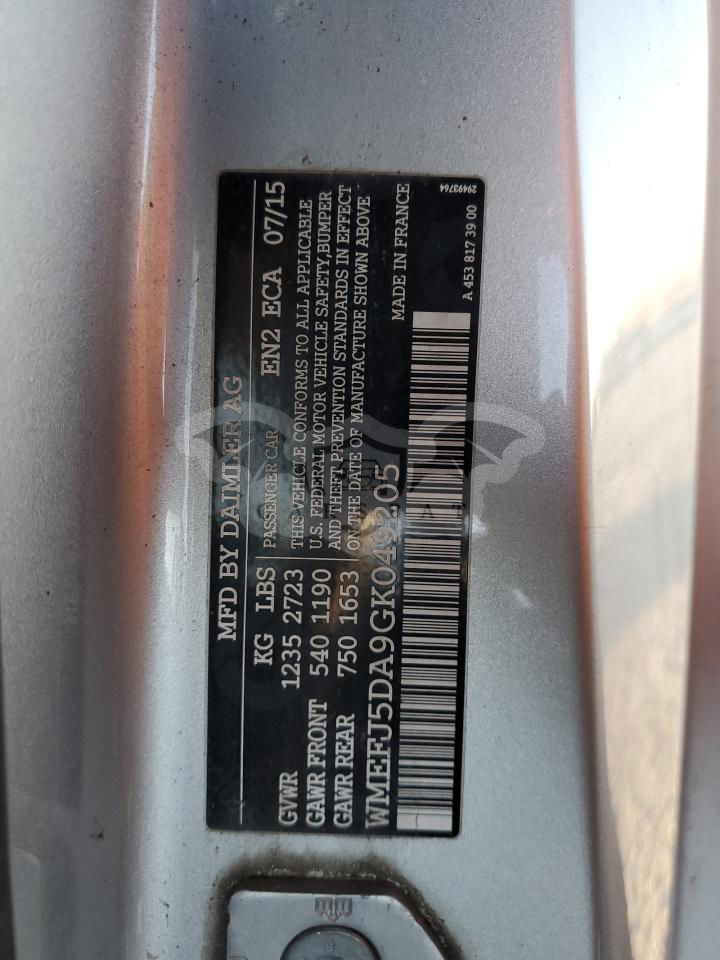 MFD BY DAIMLER AG
KG LBS PASSENGER CAR EN2 ECA 07/15
GVWR 1235 2723 THIS VEHICLE CONFORMS TO ALL APPLICABLE
GAWR FRONT 540 1190 U.S. FEDERAL MOTOR VEHICLE SAFETY,BUMPER
GAWR REAR 750 1653 AND THEFT PREVENTION STANDARDS IN EFFECT
ON THE DATE OF MANUFACTURE SHOWN ABOVE
WMEFJ5DA9GK049205
MADE IN FRANCE
A 453 817 39 00
29493764